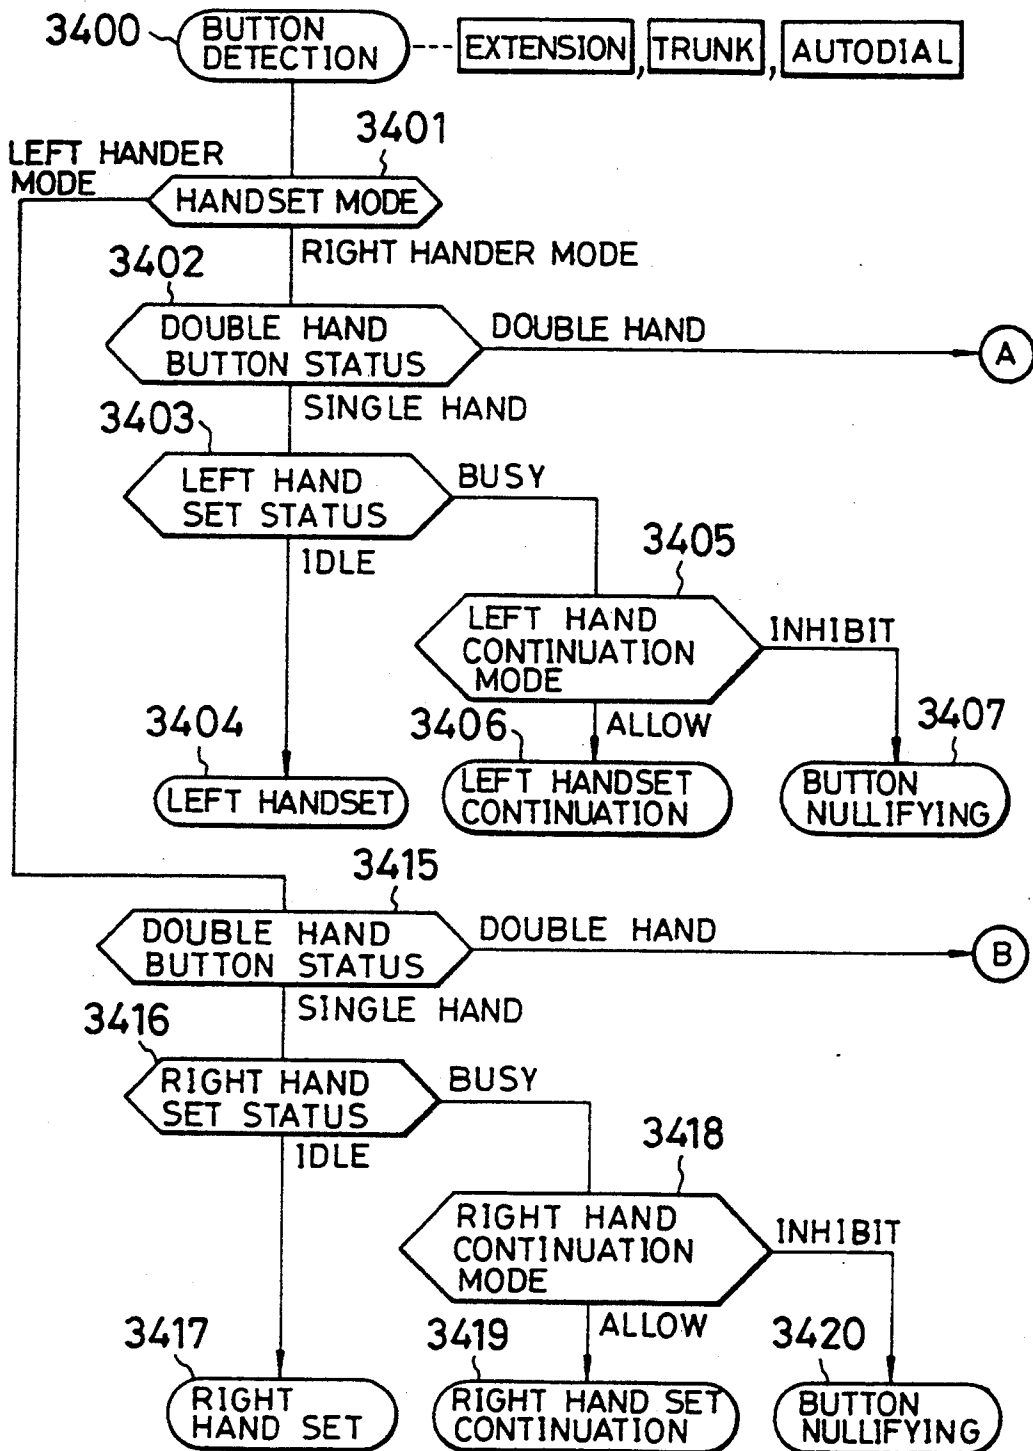 3400
BUTTON
DETECTION
EXTENSION, TRUNK, AUTODIAL
3401
LEFT HANDER
MODE
HANDSET MODE
RIGHT HANDER MODE
3402
DOUBLE HAND
BUTTON STATUS
DOUBLE HAND
A
SINGLE HAND
3403
LEFT HAND
SET STATUS
BUSY
IDLE
3405
LEFT HAND
CONTINUATION
MODE
INHIBIT
ALLOW
3404
LEFT HANDSET
3406
LEFT HANDSET
CONTINUATION
3407
BUTTON
NULLIFYING
3415
DOUBLE HAND
BUTTON STATUS
DOUBLE HAND
B
SINGLE HAND
3416
RIGHT HAND
SET STATUS
BUSY
IDLE
3418
RIGHT HAND
CONTINUATION
MODE
INHIBIT
ALLOW
3417
RIGHT
HAND SET
3419
RIGHT HAND SET
CONTINUATION
3420
BUTTON
NULLIFYING